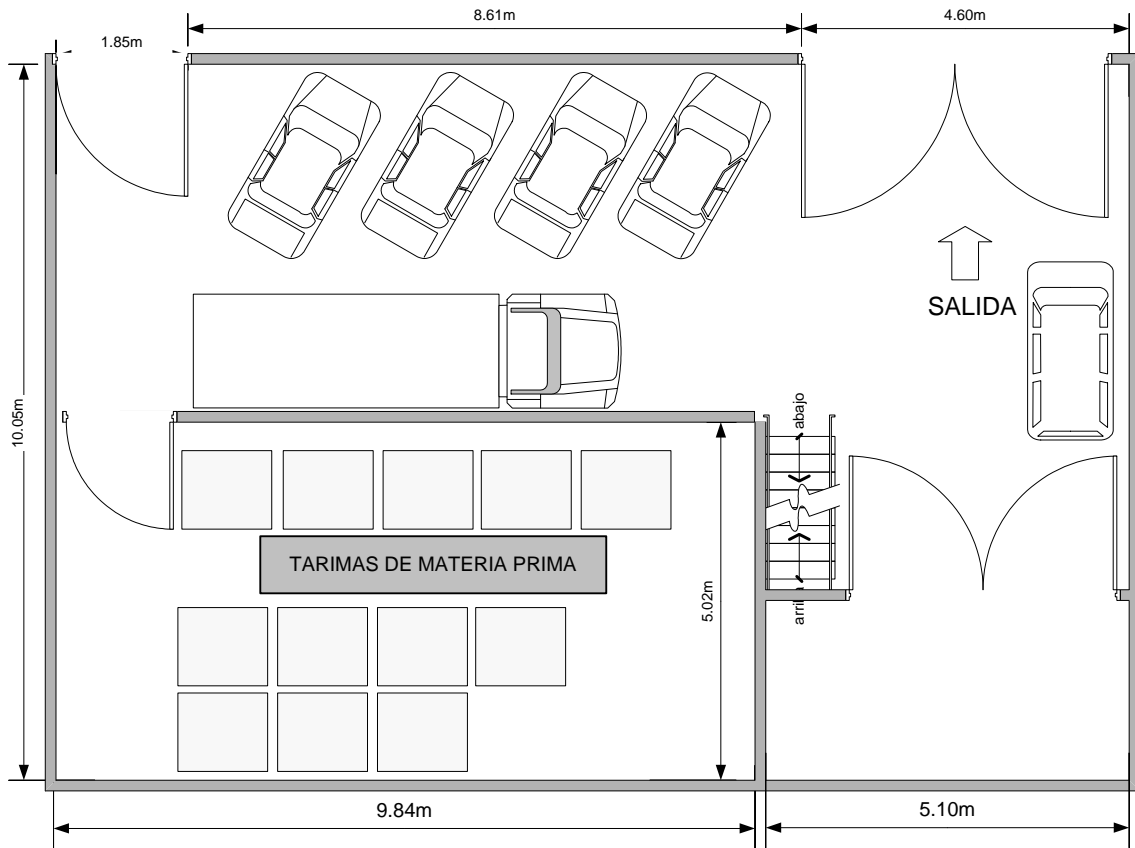 8.61m
4.60m
1.85m
SALIDA
10.05m
abajo
TARIMAS DE MATERIA PRIMA
5.02m
arriba
9.84m
5.10m